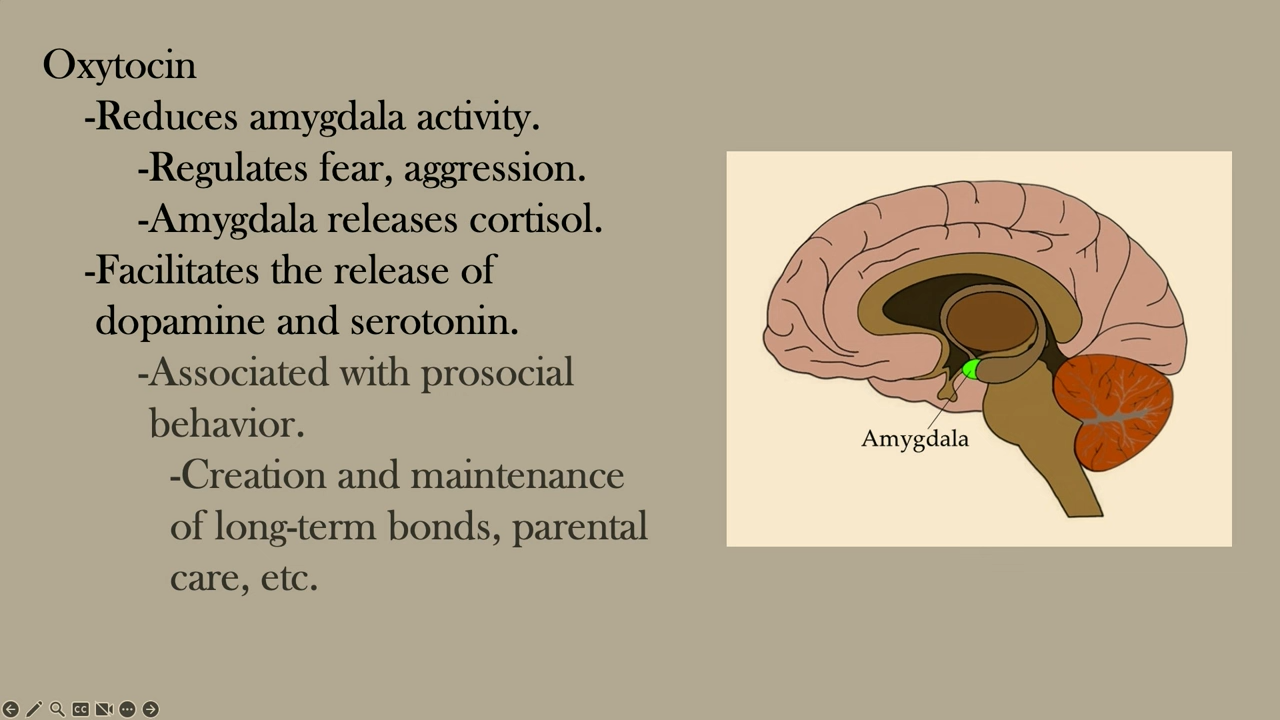 Oxytocin
-Reduces amygdala activity.
-Regulates fear, aggression.
-Amygdala releases cortisol.
-Facilitates the release of
dopamine and serotonin.
-Associated with prosocial
behavior.
-Creation and maintenance
of long-term bonds, parental
care, etc.
Amygdala
CC